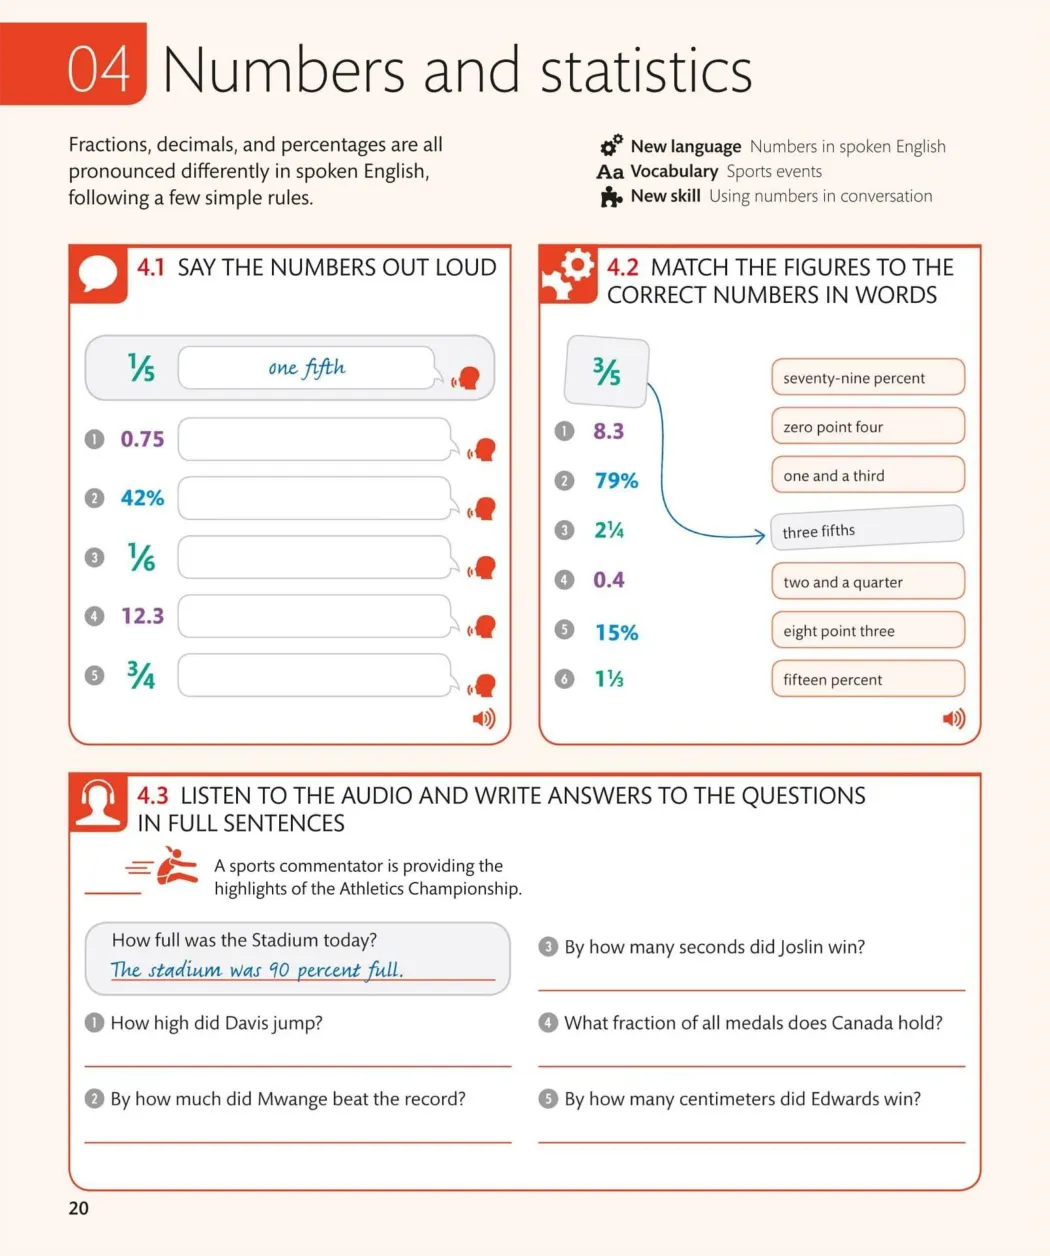 04 Numbers and statistics
Fractions, decimals, and percentages are all
pronounced differently in spoken English,
following a few simple rules.
New language Numbers in spoken English
Aa Vocabulary Sports events
New skill Using numbers in conversation
4.1 SAY THE NUMBERS OUT LOUD
1/5 one fifth
1 0.75
2 42%
3 1/6
4 12.3
5 3/4
4.2 MATCH THE FIGURES TO THE
CORRECT NUMBERS IN WORDS
3/5
1 8.3
2 79%
3 2¼
4 0.4
5 15%
6 1⅓
seventy-nine percent
zero point four
one and a third
three fifths
two and a quarter
eight point three
fifteen percent
4.3 LISTEN TO THE AUDIO AND WRITE ANSWERS TO THE QUESTIONS
IN FULL SENTENCES
A sports commentator is providing the
highlights of the Athletics Championship.
How full was the Stadium today?
The stadium was 90 percent full.
1 How high did Davis jump?
2 By how much did Mwange beat the record?
3 By how many seconds did Joslin win?
4 What fraction of all medals does Canada hold?
5 By how many centimeters did Edwards win?
20